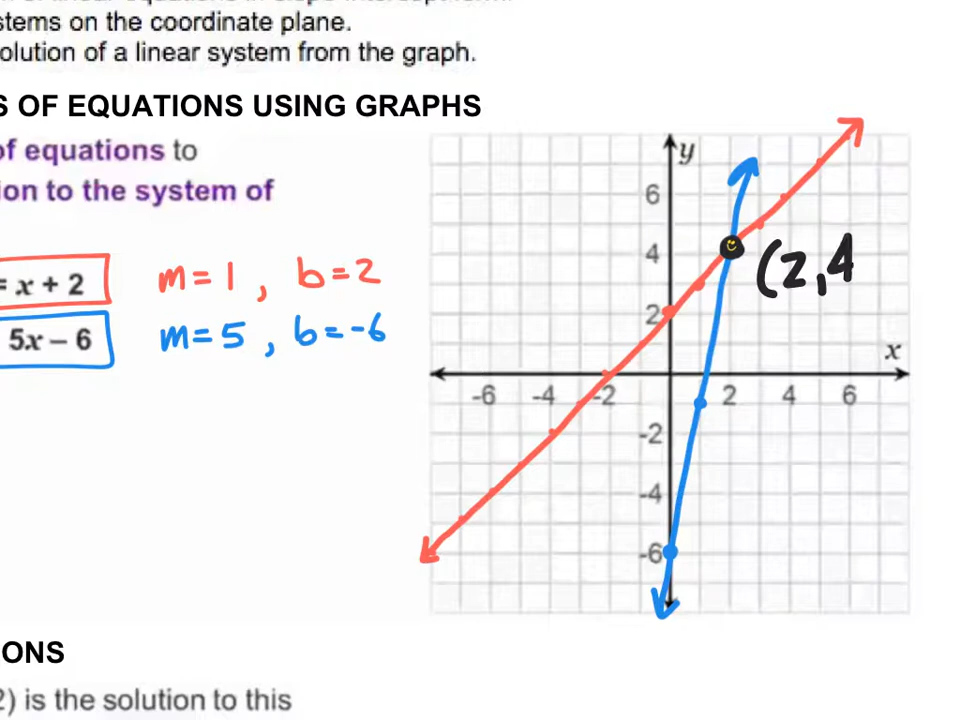 stems on the coordinate plane.
olution of a linear system from the graph.
S OF EQUATIONS USING GRAPHS
of equations to
ion to the system of
= x + 2
m=1 , b=2
5x – 6
m=5 , b=-6
y
6
4
(2,4
2
x
-6 -4 -2 2 4 6
-2
-4
-6
ONS
2) is the solution to this